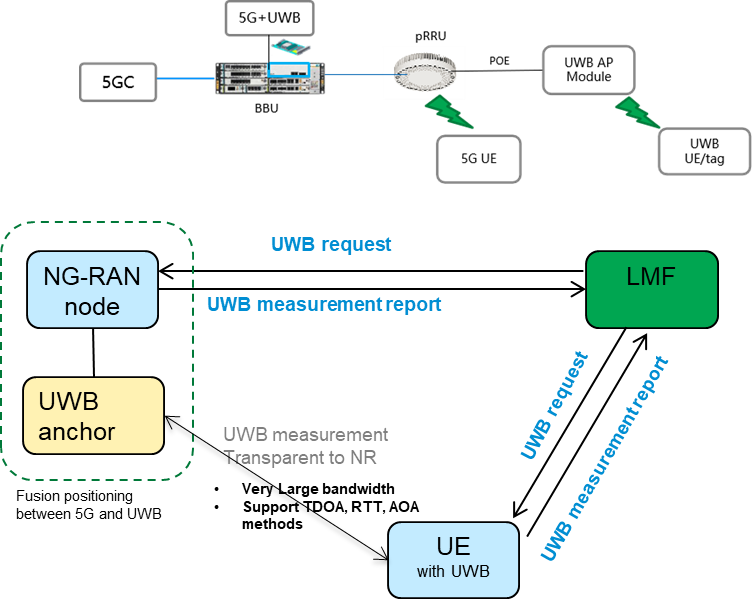 5G+UWB
pRRU
5GC
POE
UWB AP
Module
BBU
5G UE
UWB
UE/tag
UWB request
NG-RAN
node
LMF
UWB measurement report
UWB
anchor
UWB request
UWB measurement report
UWB measurement
Transparent to NR
• Very Large bandwidth
• Support TDOA, RTT, AOA
methods
Fusion positioning
between 5G and UWB
UE
with UWB